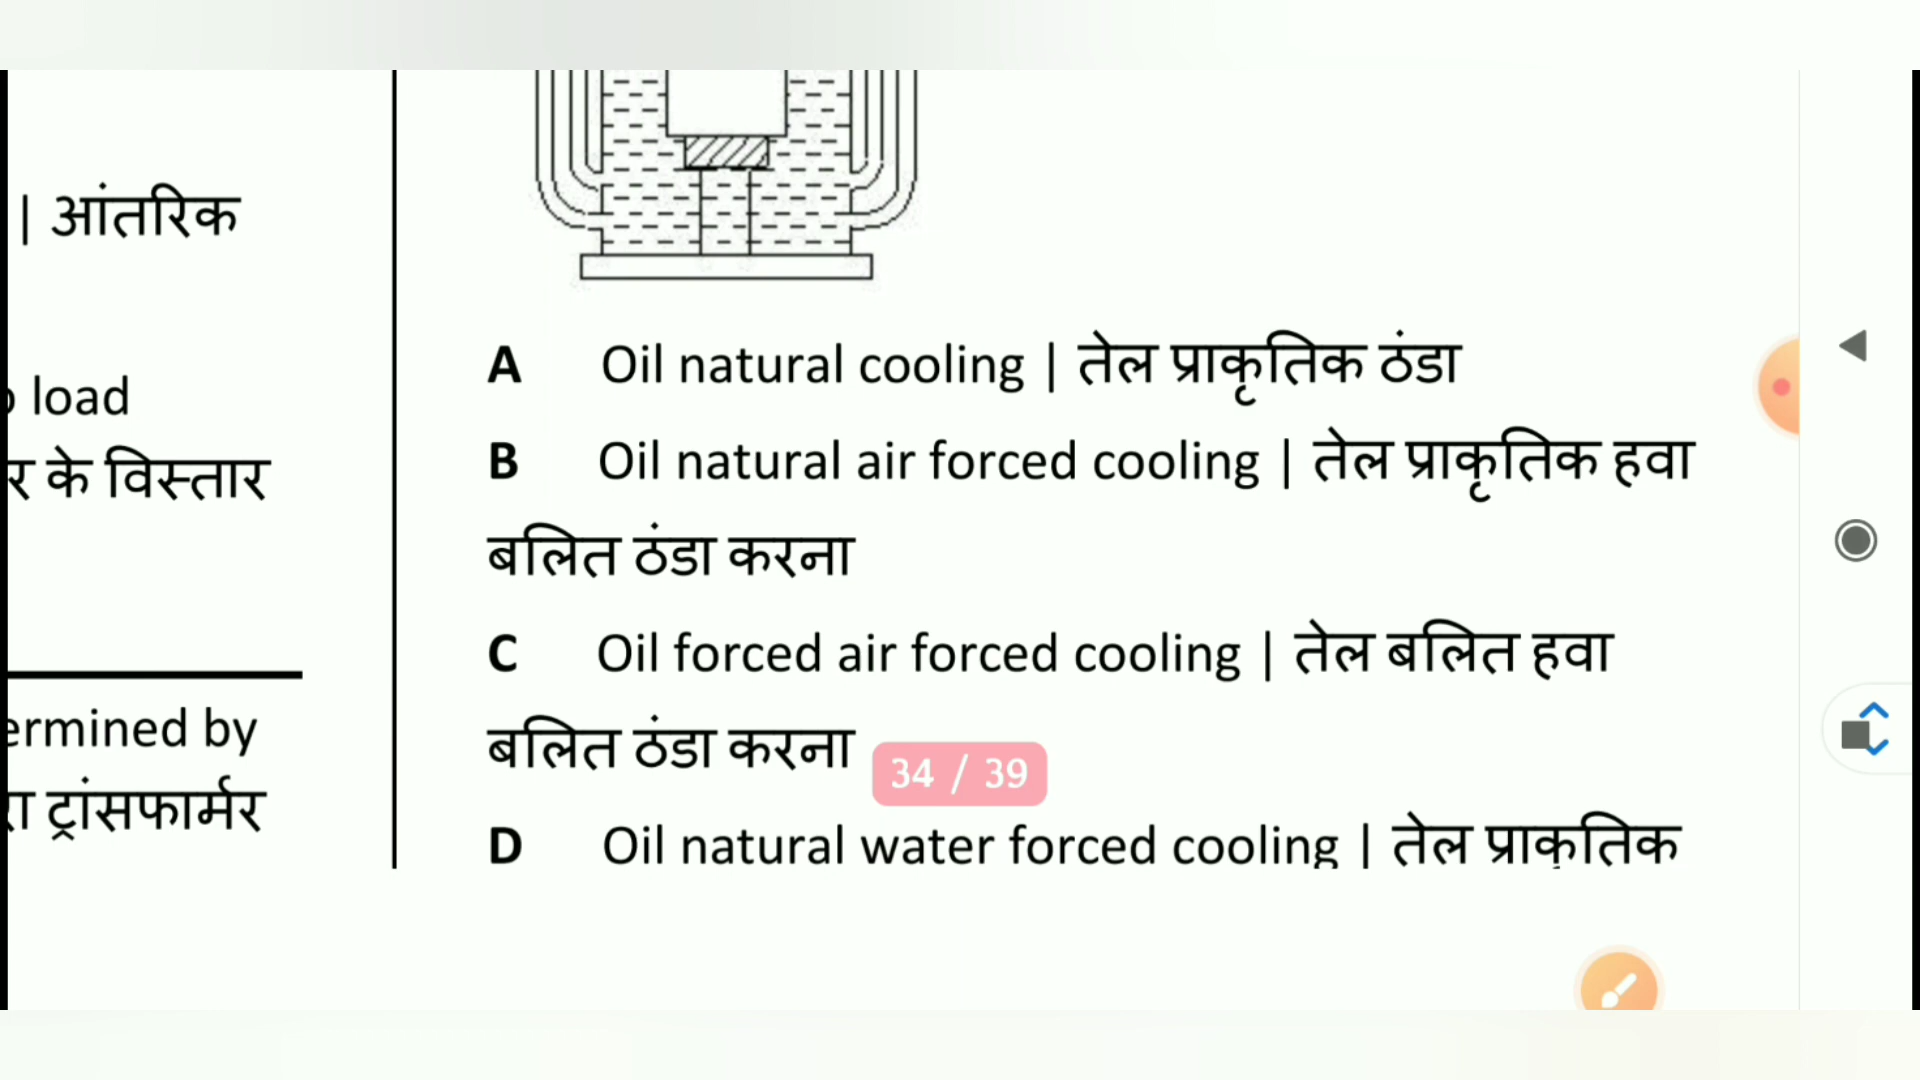 | आंतरिक
load
र के विस्तार
ermined by
रा ट्रांसफार्मर
A Oil natural cooling | तेल प्राकृतिक ठंडा
B Oil natural air forced cooling | तेल प्राकृतिक हवा
बलित ठंडा करना
C Oil forced air forced cooling | तेल बलित हवा
बलित ठंडा करना
34 / 39
D Oil natural water forced cooling | तेल प्राकृतिक